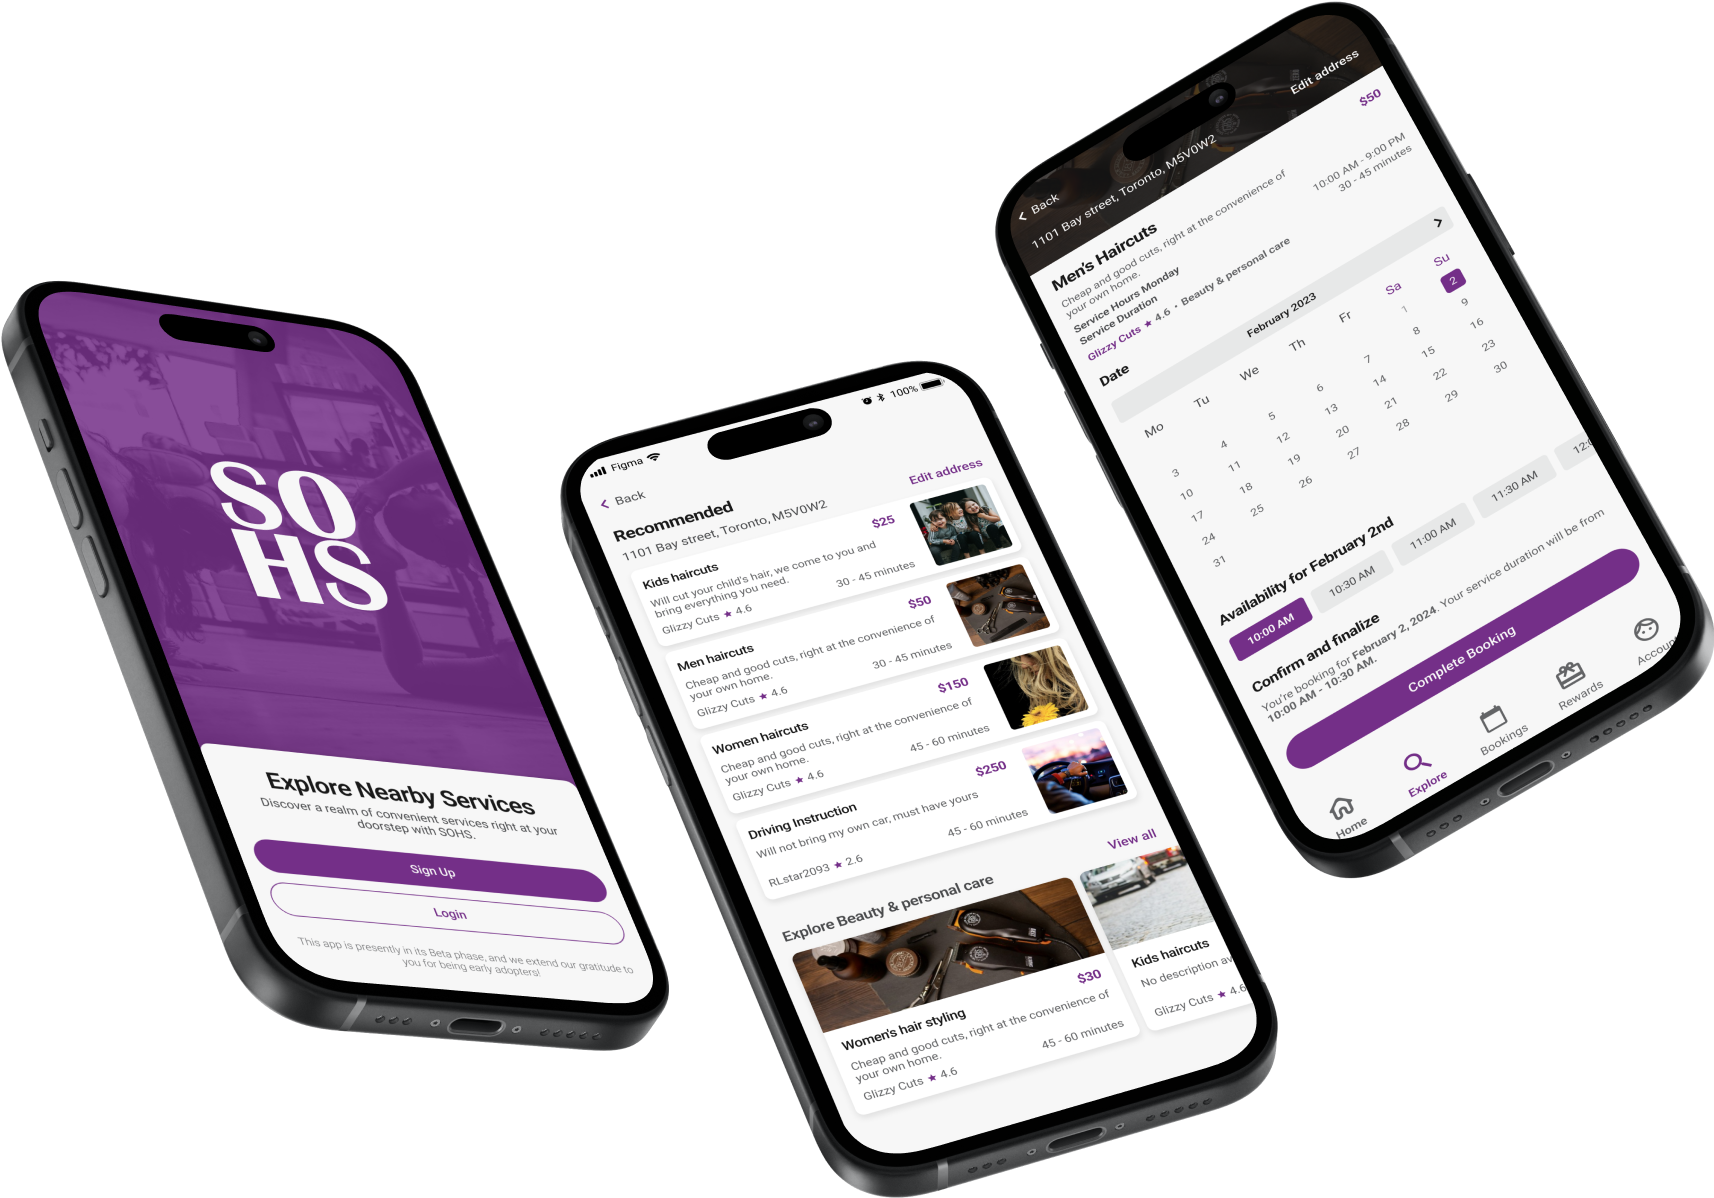 SO
HS
Explore Nearby Services
Discover a realm of convenient services right at your
doorstep with SOHS.
Sign Up
Login
This app is presently in its Beta phase, and we extend our gratitude to
you for being early adopters!
Figma
100%
Back
Edit address
Recommended
1101 Bay street, Toronto, M5V0W2
Kids haircuts
$25
Will cut your child's hair, we come to you and
bring everything you need.
30 - 45 minutes
Glizzy Cuts ★ 4.6
Men haircuts
$50
Cheap and good cuts, right at the convenience of
your own home.
30 - 45 minutes
Glizzy Cuts ★ 4.6
Women haircuts
$150
Cheap and good cuts, right at the convenience of
your own home.
45 - 60 minutes
Glizzy Cuts ★ 4.6
Driving Instruction
$250
Will not bring my own car, must have yours
45 - 60 minutes
RLstar2093 ★ 2.6
Explore Beauty & personal care
View all
Women's hair styling
$30
Cheap and good cuts, right at the convenience of
your own home.
45 - 60 minutes
Glizzy Cuts ★ 4.6
Kids haircuts
No description av
Glizzy Cuts ★ 4.6
Back
Edit address
1101 Bay street, Toronto, M5V0W2
Men's Haircuts
$50
Cheap and good cuts, right at the convenience of
your own home.
Service Hours Monday
10:00 AM - 9:00 PM
Service Duration
30 - 45 minutes
Glizzy Cuts ★ 4.6 • Beauty & personal care
Date
February 2023
Mo Tu We Th Fr Sa Su
1 2
3 4 5 6 7 8 9
10 11 12 13 14 15 16
17 18 19 20 21 22 23
24 25 26 27 28 29 30
31
Availability for February 2nd
10:00 AM
10:30 AM
11:00 AM
11:30 AM
12:0
Confirm and finalize
You're booking for February 2, 2024. Your service duration will be from
10:00 AM - 10:30 AM.
Complete Booking
Home
Explore
Bookings
Rewards
Account